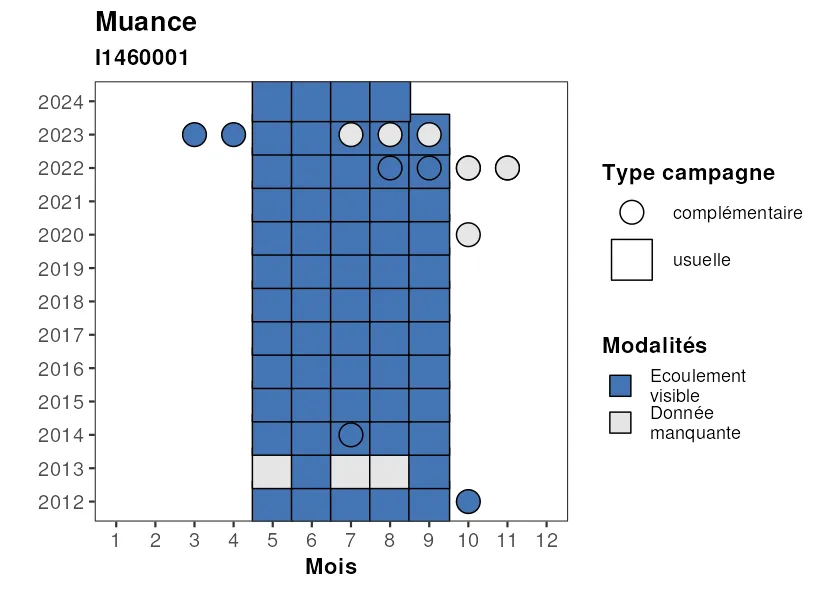 Muance
I1460001
2024
2023
2022
2021
2020
2019
2018
2017
2016
2015
2014
2013
2012
1 2 3 4 5 6 7 8 9 10 11 12
Mois
Type campagne
complémentaire
usuelle
Modalités
Ecoulement
visible
Donnée
manquante